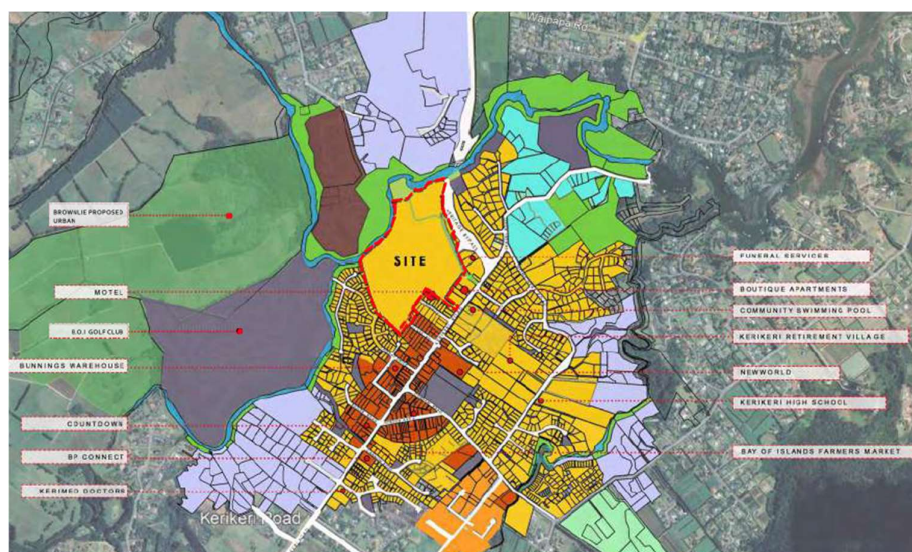 Waipapa Rd
BROWNLIE PROPOSED
URBAN
SITE
FUNERAL SERVICES
MOTEL
BOUTIQUE APARTMENTS
COMMUNITY SWIMMING POOL
B.O.I GOLF CLUB
KERIKERI RETIREMENT VILLAGE
BUNNINGS WAREHOUSE
NEWWORLD
KERIKERI HIGH SCHOOL
COUNTDOWN
BAY OF ISLANDS FARMERS MARKET
BP CONNECT
KERIMED DOCTORS
Kerikeri Road